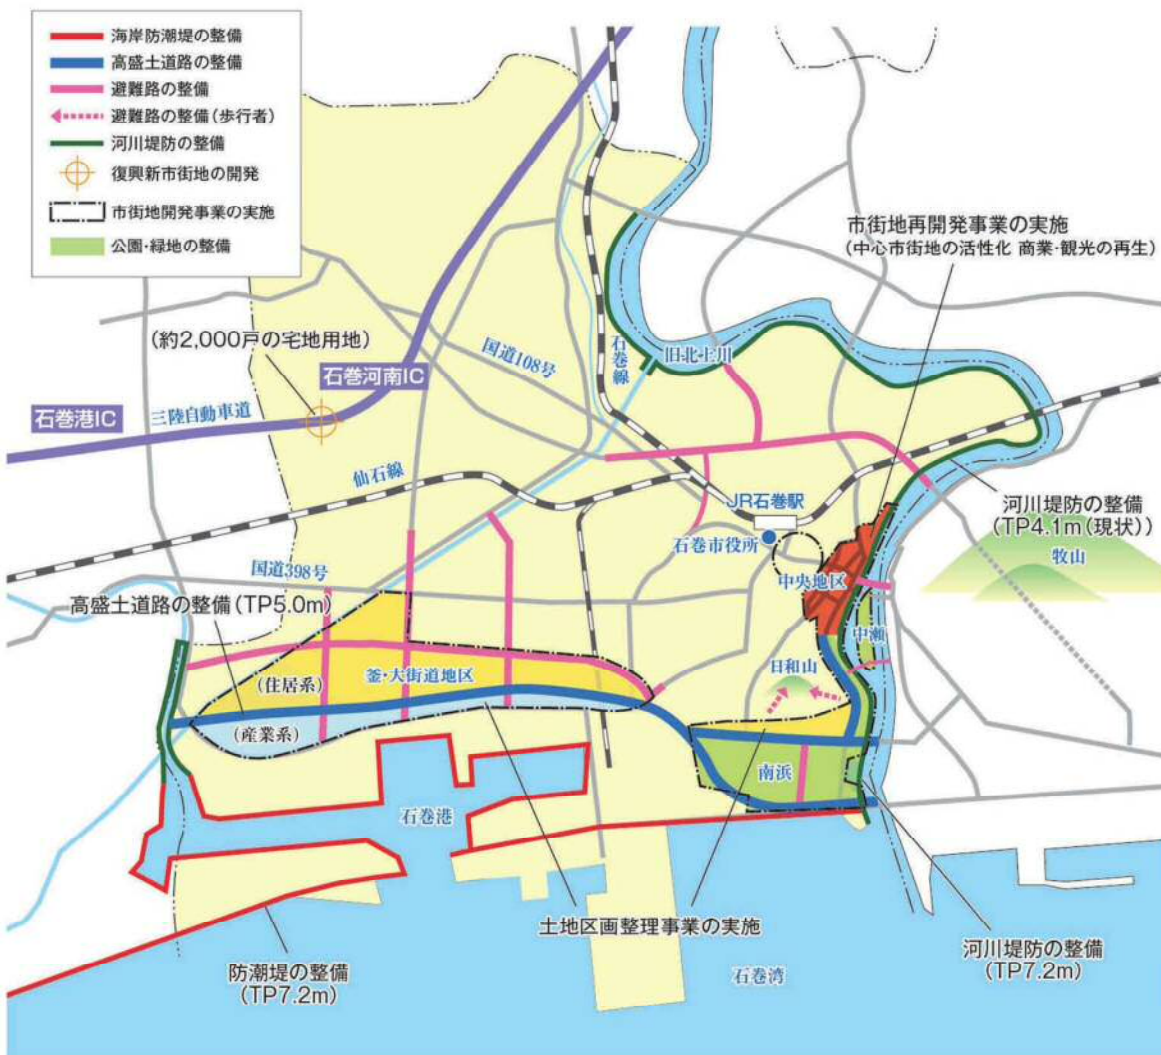 海岸防潮堤の整備
高盛土道路の整備
避難路の整備
避難路の整備(歩行者)
河川堤防の整備
復興新市街地の開発
市街地開発事業の実施
公園・緑地の整備
市街地再開発事業の実施
(中心市街地の活性化 商業・観光の再生)
(約2,000戸の宅地用地)
国道108号
石巻線
旧北上川
石巻河南IC
石巻港IC
三陸自動車道
仙石線
JR石巻駅
石巻市役所
河川堤防の整備
(TP4.1m(現状))
牧山
国道398号
中央地区
高盛土道路の整備(TP5.0m)
中瀬
日和山
(住居系)
釜・大街道地区
(産業系)
南浜
石巻港
土地区画整理事業の実施
防潮堤の整備
(TP7.2m)
石巻湾
河川堤防の整備
(TP7.2m)